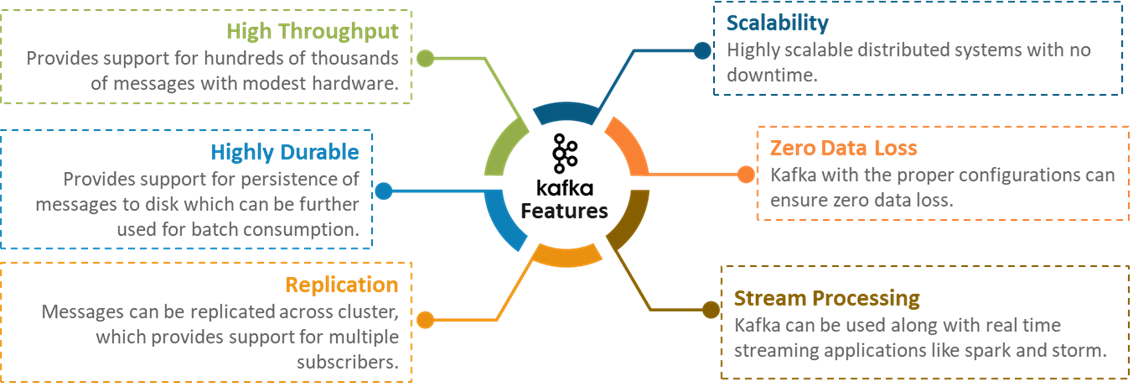 High Throughput
Provides support for hundreds of thousands
of messages with modest hardware.
Highly Durable
Provides support for persistence of
messages to disk which can be further
used for batch consumption.
Replication
Messages can be replicated across cluster,
which provides support for multiple
subscribers.
kafka
Features
Scalability
Highly scalable distributed systems with no
downtime.
Zero Data Loss
Kafka with the proper configurations can
ensure zero data loss.
Stream Processing
Kafka can be used along with real time
streaming applications like spark and storm.